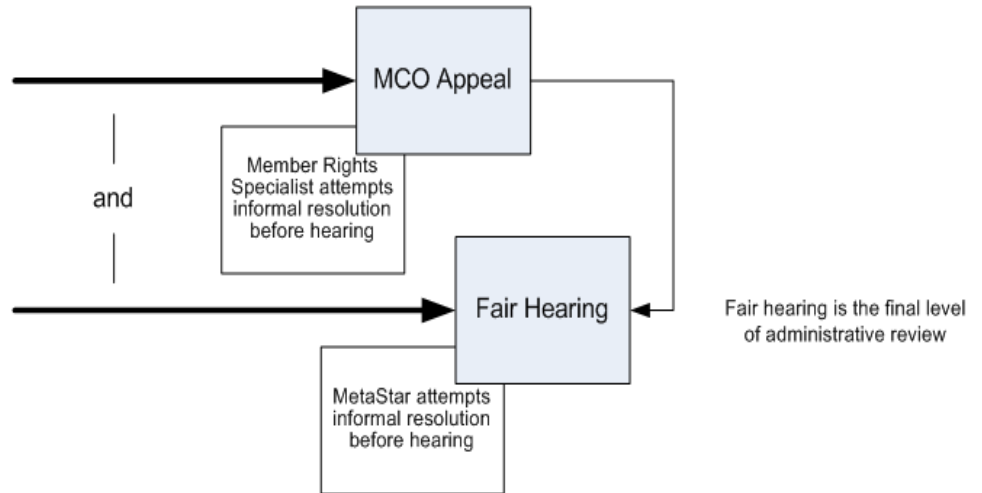 MCO Appeal
Member Rights
Specialist attempts
informal resolution
before hearing
and
Fair Hearing
Fair hearing is the final level
of administrative review
MetaStar attempts
informal resolution
before hearing